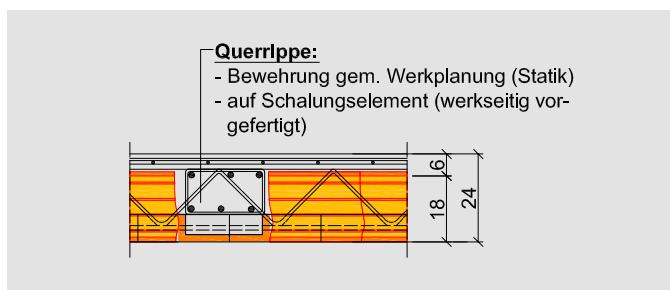 Querrippe:
- Bewehrung gem. Werkplanung (Statik)
- auf Schalungselement (werkseitig vor-
gefertigt)
6
18
24